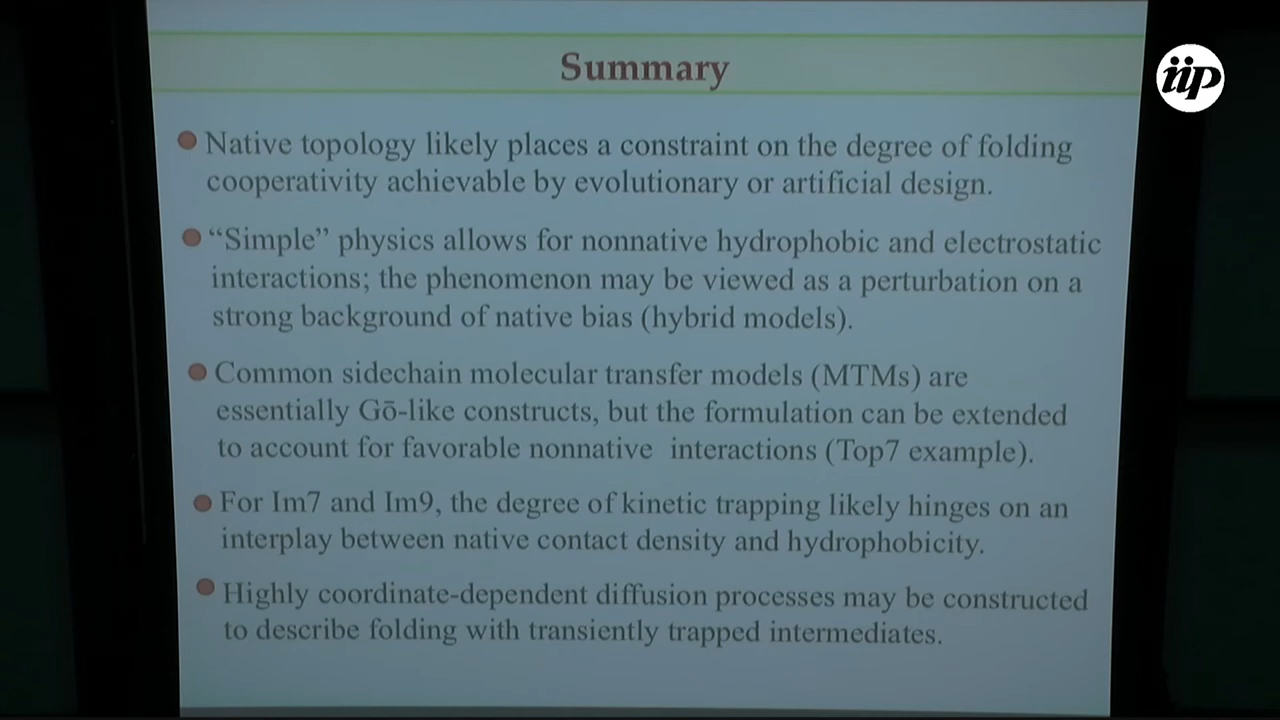 Summary
iip
Native topology likely places a constraint on the degree of folding
cooperativity achievable by evolutionary or artificial design.
“Simple” physics allows for nonnative hydrophobic and electrostatic
interactions; the phenomenon may be viewed as a perturbation on a
strong background of native bias (hybrid models).
Common sidechain molecular transfer models (MTMs) are
essentially Gō-like constructs, but the formulation can be extended
to account for favorable nonnative interactions (Top7 example).
For Im7 and Im9, the degree of kinetic trapping likely hinges on an
interplay between native contact density and hydrophobicity.
Highly coordinate-dependent diffusion processes may be constructed
to describe folding with transiently trapped intermediates.